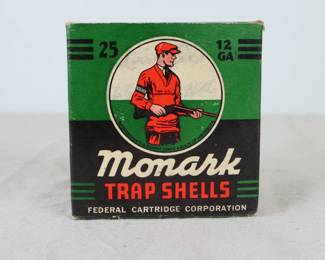 25 12
GA
Monark
TRAP SHELLS
FEDERAL CARTRIDGE CORPORATION